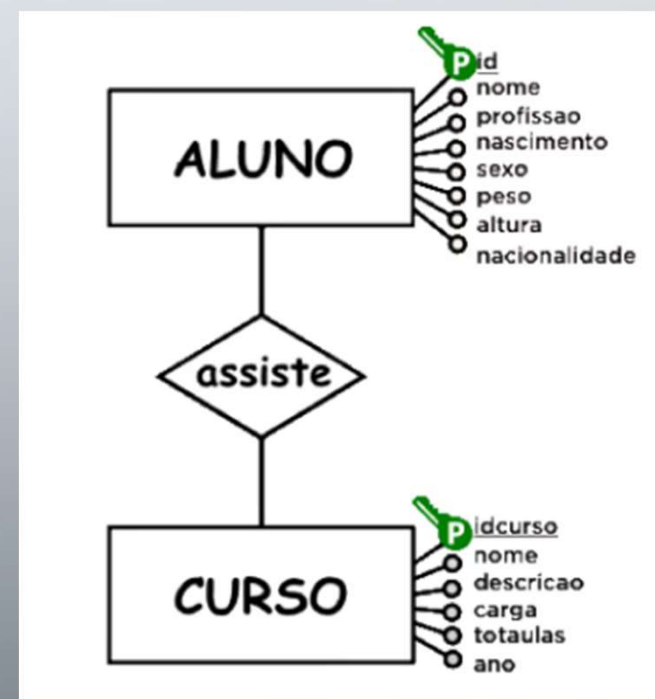 P id
nome
profissao
nascimento
sexo
peso
altura
nacionalidade
ALUNO
assiste
P idcurso
nome
descricao
carga
totaulas
ano
CURSO